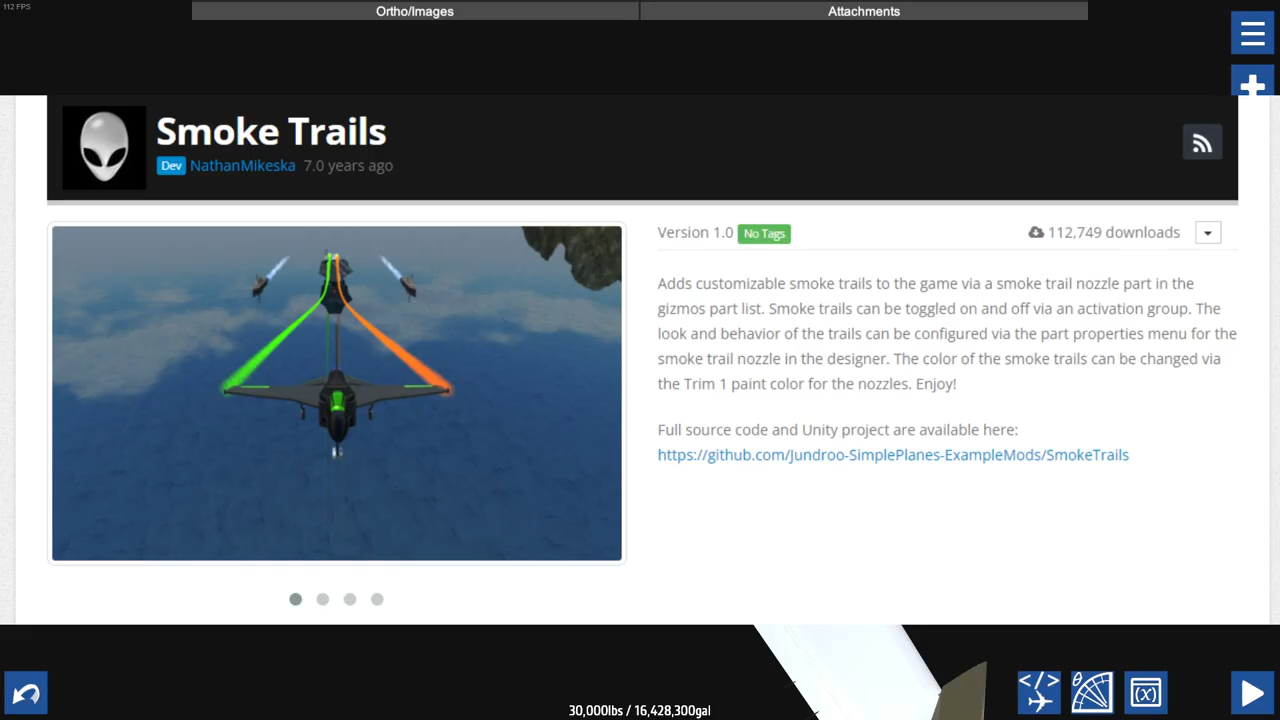 112 FPS
Ortho/Images
Attachments
Smoke Trails
Dev NathanMikeska 7.0 years ago
Version 1.0 No Tags
112,749 downloads
Adds customizable smoke trails to the game via a smoke trail nozzle part in the
gizmos part list. Smoke trails can be toggled on and off via an activation group. The
look and behavior of the trails can be configured via the part properties menu for the
smoke trail nozzle in the designer. The color of the smoke trails can be changed via
the Trim 1 paint color for the nozzles. Enjoy!
Full source code and Unity project are available here:
https://github.com/Jundroo-SimplePlanes-ExampleMods/SmokeTrails
</> θ (x)
30,000lbs / 16,428,300gal